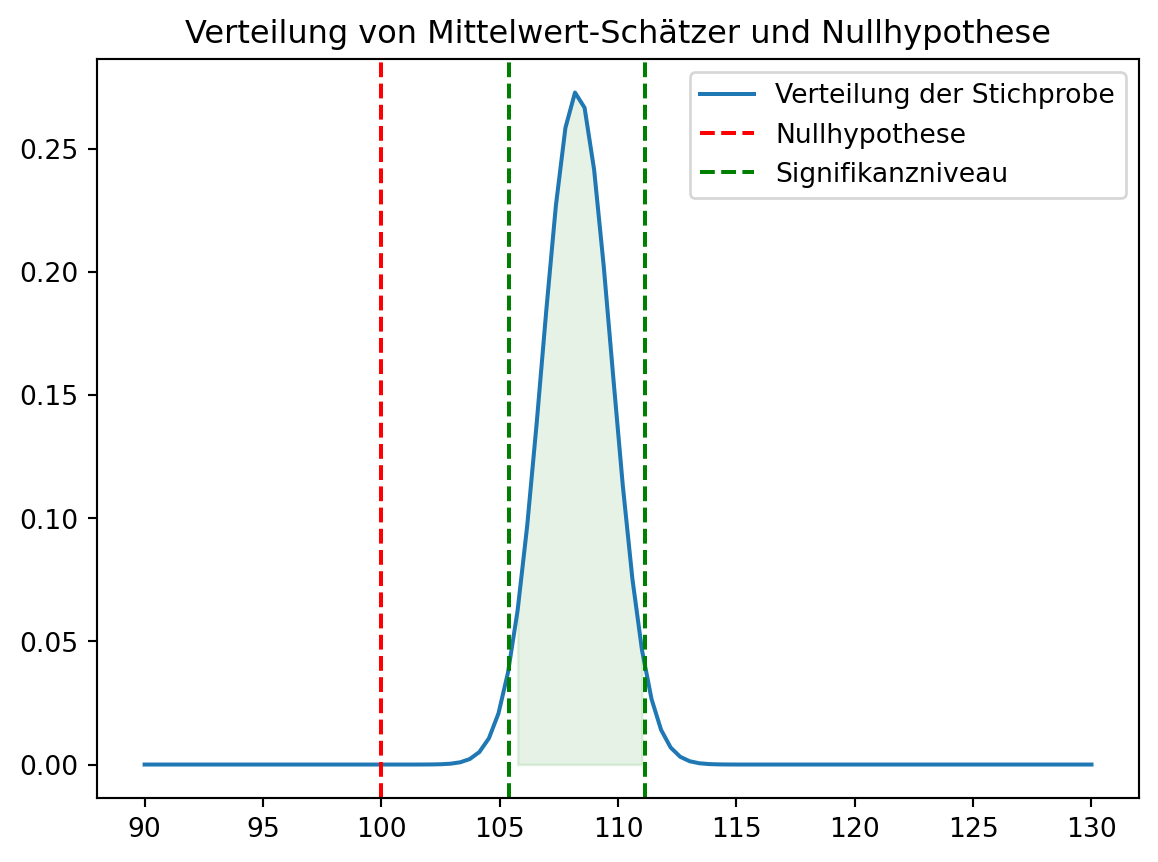 Verteilung von Mittelwert-Schätzer und Nullhypothese
Verteilung der Stichprobe
Nullhypothese
Signifikanzniveau
0.25
0.20
0.15
0.10
0.05
0.00
90 95 100 105 110 115 120 125 130